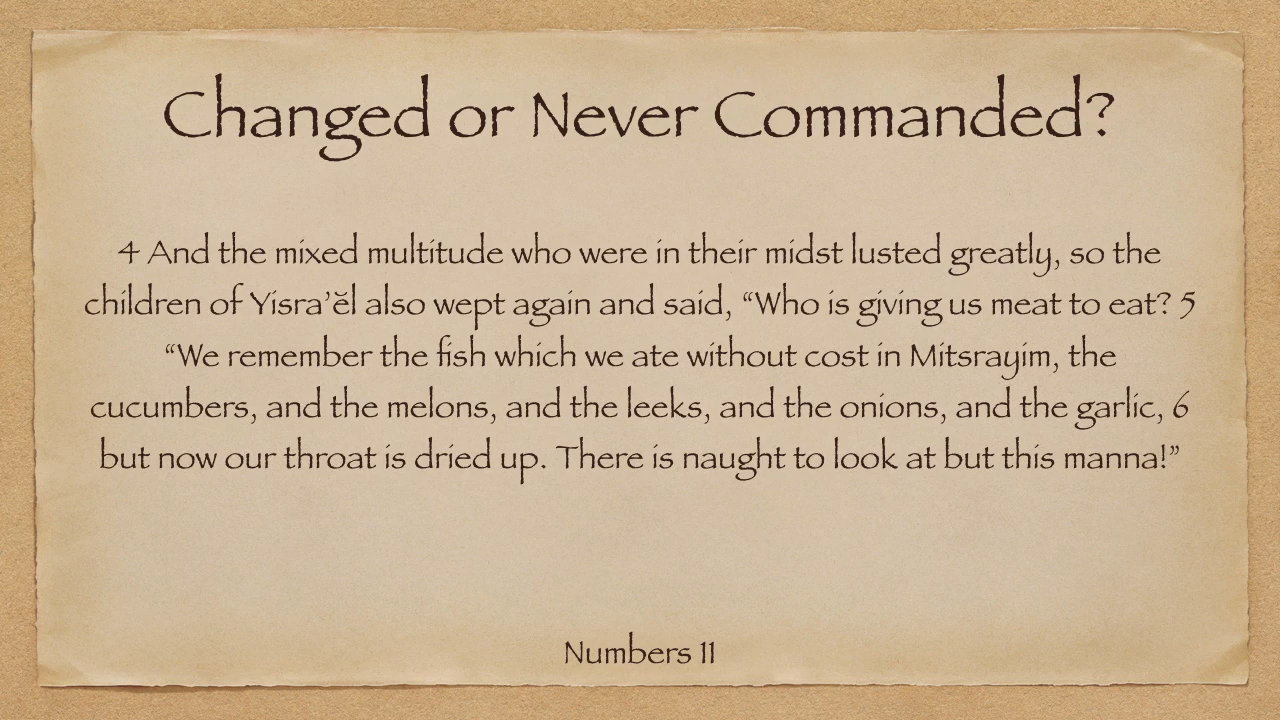 Changed or Never Commanded?
4 And the mixed multitude who were in their midst lusted greatly, so the
children of Yisra’ĕl also wept again and said, “Who is giving us meat to eat? 5
“We remember the fish which we ate without cost in Mitsrayim, the
cucumbers, and the melons, and the leeks, and the onions, and the garlic, 6
but now our throat is dried up. There is naught to look at but this manna!”
Numbers 11